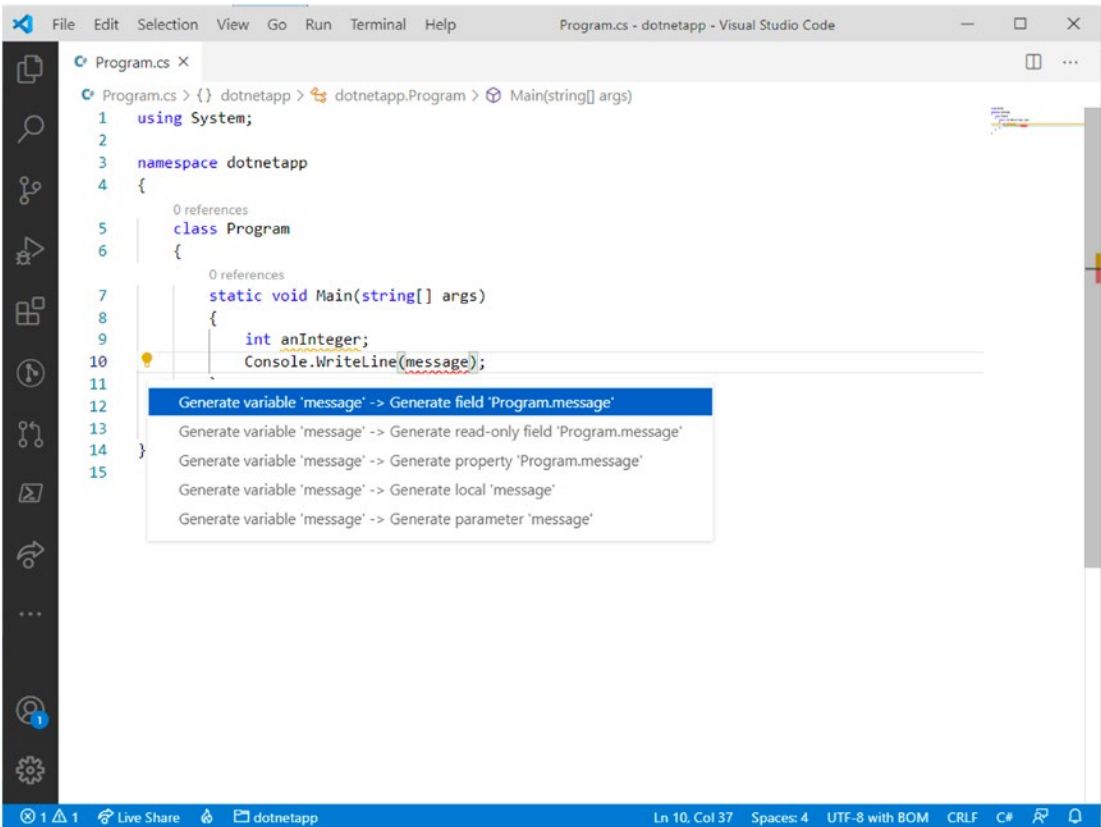 File Edit Selection View Go Run Terminal Help Program.cs - dotnetapp - Visual Studio Code
C# Program.cs ×
C# Program.cs > {} dotnetapp > dotnetapp.Program > Main(string[] args)
1 using System;
2
3 namespace dotnetapp
4 {
0 references
5 class Program
6 {
0 references
7 static void Main(string[] args)
8 {
9 int anInteger;
10 Console.WriteLine(message);
11
12 Generate variable 'message' -> Generate field 'Program.message'
13 Generate variable 'message' -> Generate read-only field 'Program.message'
14 } Generate variable 'message' -> Generate property 'Program.message'
15 Generate variable 'message' -> Generate local 'message'
Generate variable 'message' -> Generate parameter 'message'
1
1 1 Live Share dotnetapp Ln 10, Col 37 Spaces: 4 UTF-8 with BOM CRLF C#